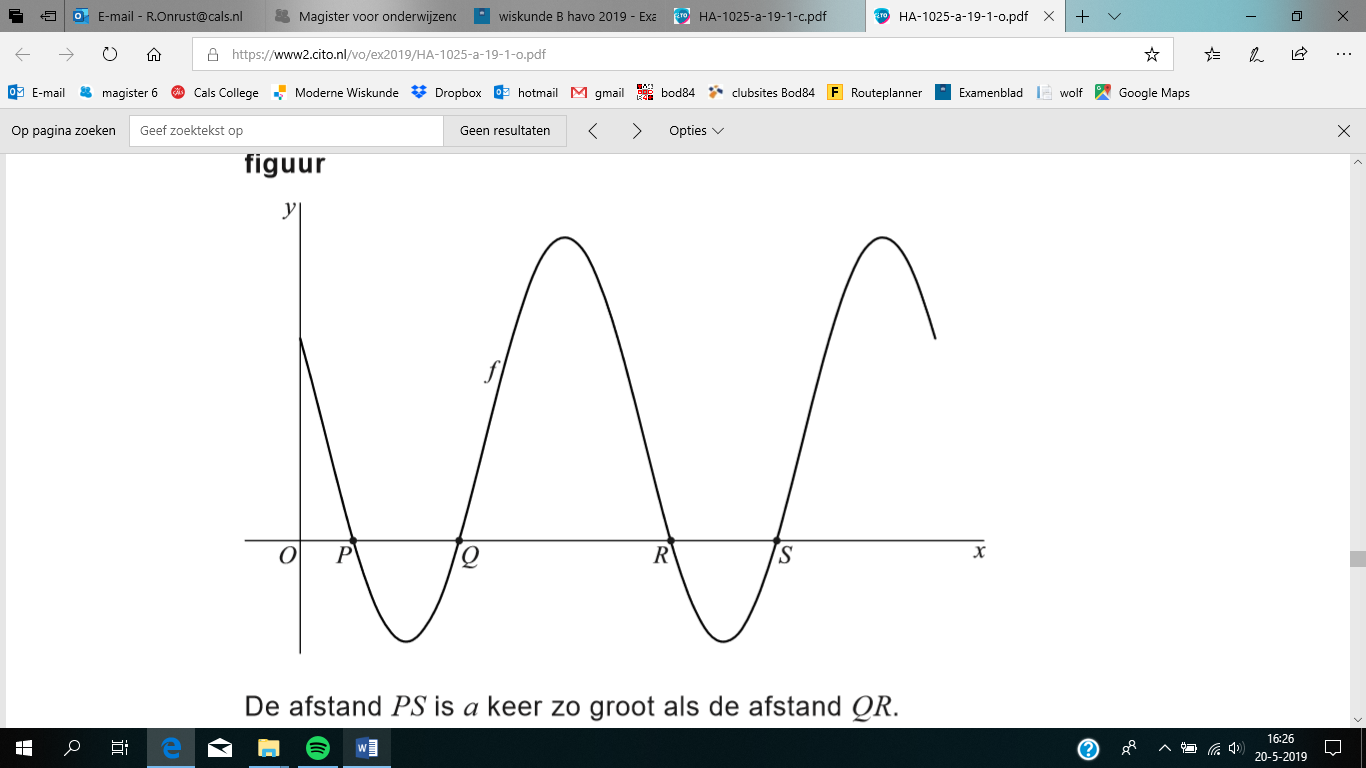 E-mail - R.Onrust@cals.nl
Magister voor onderwijzend
wiskunde B havo 2019 - Exa
HA-1025-a-19-1-c.pdf
HA-1025-a-19-1-o.pdf
https://www2.cito.nl/vo/ex2019/HA-1025-a-19-1-o.pdf
E-mail magister 6 Cals College Moderne Wiskunde Dropbox hotmail gmail bod84 clubsites Bod84 Routeplanner Examenblad wolf Google Maps
Op pagina zoeken Geef zoektekst op Geen resultaten Opties
figuur
y
f
O P Q R S x
De afstand PS is a keer zo groot als de afstand QR.
16:26
20-5-2019